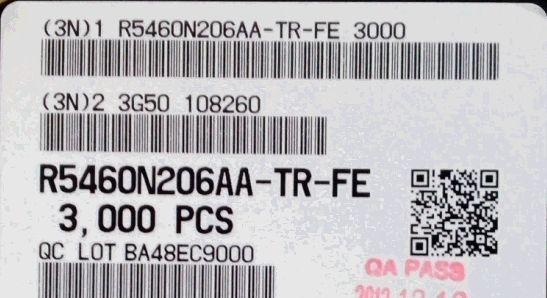 (3N)1 R5460N206AA-TR-FE 3000
(3N)2 3G50 108260
R5460N206AA-TR-FE
3,000 PCS
QC LOT BA48EC9000
QA PASS